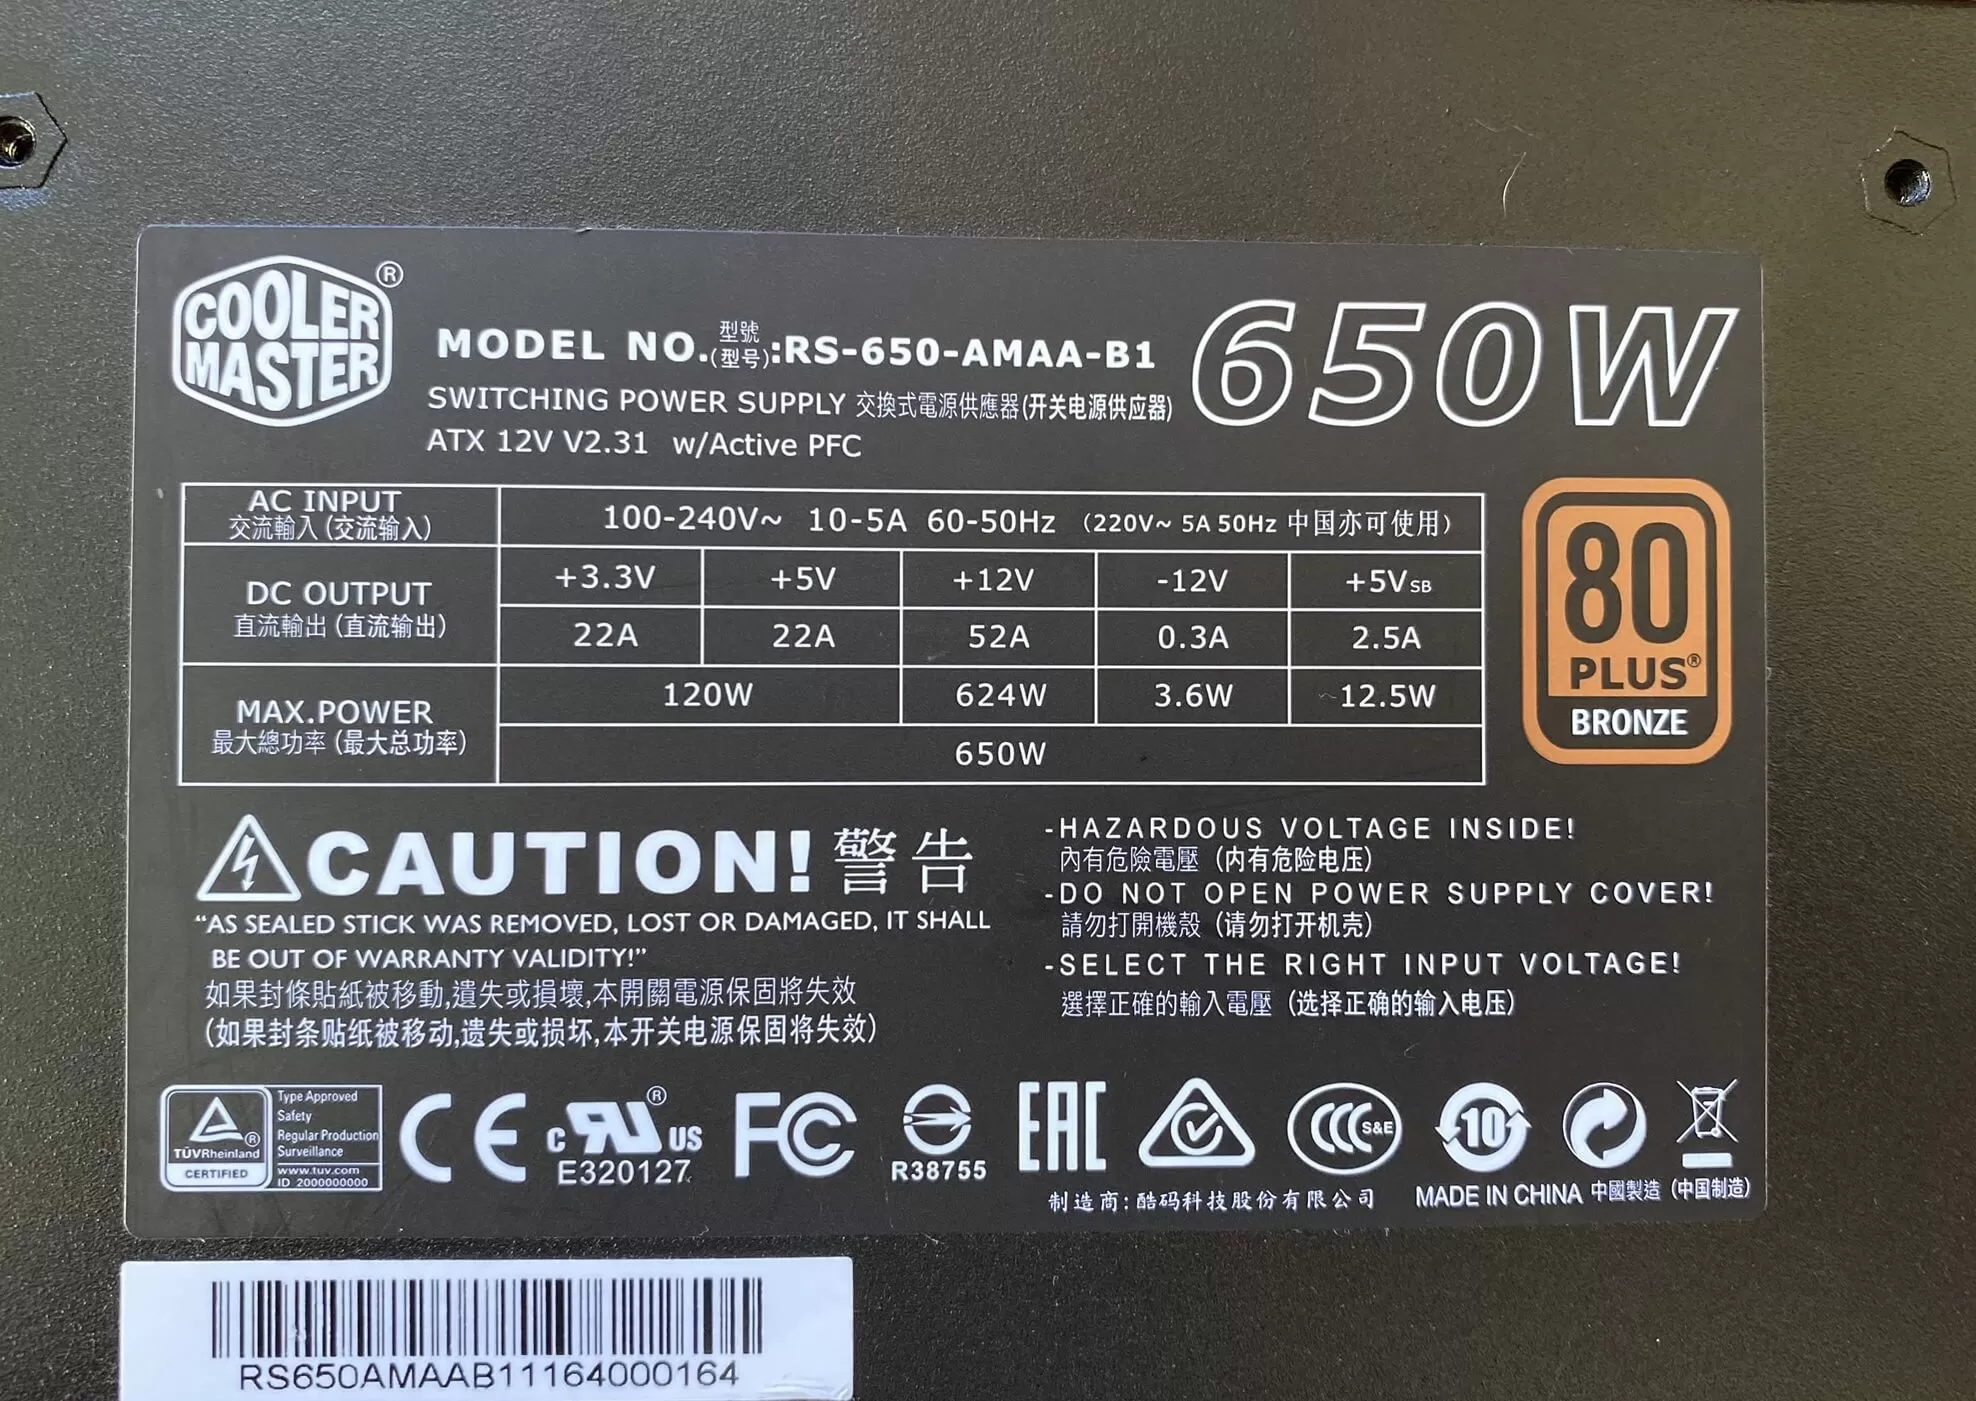 COOLER MASTER ®
MODEL NO. 型號 (型号) :RS-650-AMAA-B1
650W
SWITCHING POWER SUPPLY 交換式電源供應器(开关电源供应器)
ATX 12V V2.31 w/Active PFC
AC INPUT 100-240V~ 10-5A 60-50Hz (220V~ 5A 50Hz 中国亦可使用)
交流輸入 (交流输入)
DC OUTPUT +3.3V +5V +12V -12V +5VSB
直流輸出 (直流输出) 22A 22A 52A 0.3A 2.5A
MAX.POWER 120W 624W 3.6W 12.5W
最大總功率 (最大总功率) 650W
80
PLUS®
BRONZE
CAUTION! 警告
“AS SEALED STICK WAS REMOVED, LOST OR DAMAGED, IT SHALL
BE OUT OF WARRANTY VALIDITY!”
如果封條貼紙被移動,遺失或損壞,本開關電源保固將失效
(如果封条贴纸被移动,遗失或损坏,本开关电源保固将失效)
-HAZARDOUS VOLTAGE INSIDE!
內有危險電壓 (内有危险电压)
-DO NOT OPEN POWER SUPPLY COVER!
請勿打開機殼 (请勿打开机壳)
-SELECT THE RIGHT INPUT VOLTAGE!
選擇正確的輸入電壓 (选择正确的输入电压)
TÜVRheinland ®
CERTIFIED
Type Approved
Safety
Regular Production
Surveillance
www.tuv.com
ID 2000000000
CE
c RU ® US
E320127
FC
R38755
EAC
CCC S&E
10
制造商:酷码科技股份有限公司
MADE IN CHINA 中國製造 (中国制造)
RS650AMAAB11164000164